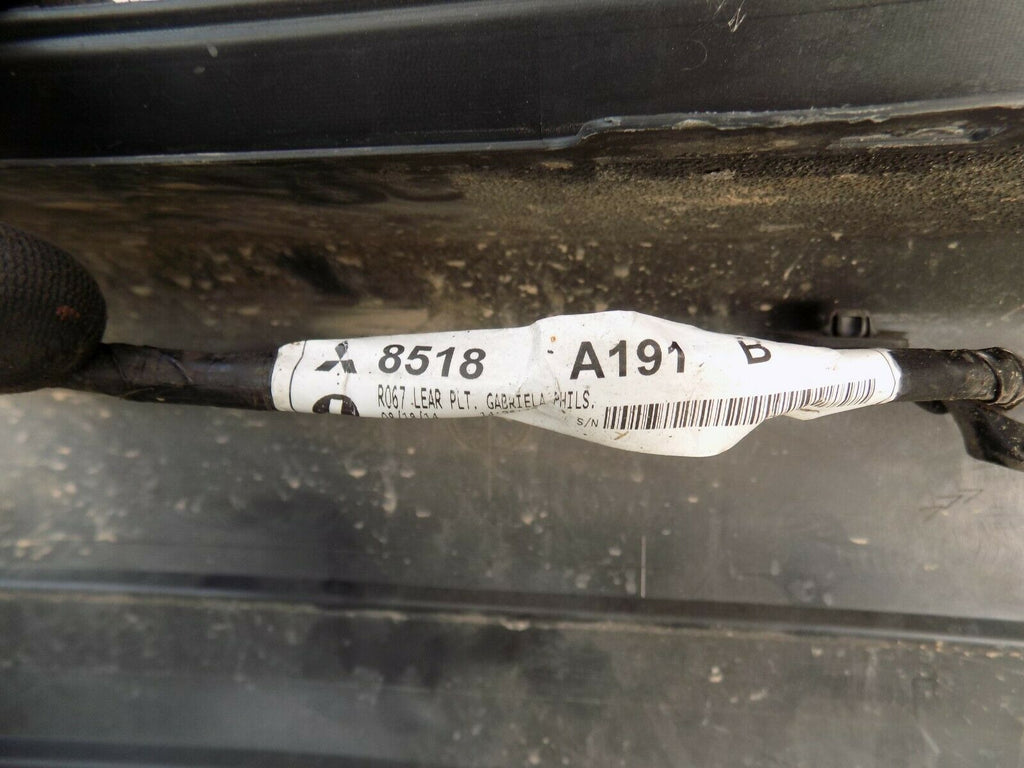 8518 A191 B
R067 LEAR PLT. GABRIELA PHILS.
S/N